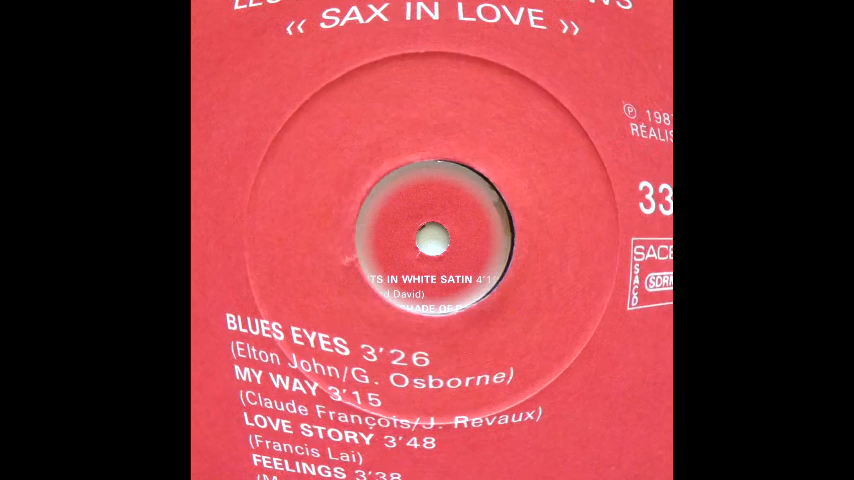 « SAX IN LOVE »
Ⓟ 198
RÉALIS
33
SACE
SACD
SDRM
TS IN WHITE SATIN 4'1
d David)
HADE OF
BLUES EYES 3'26
(Elton John/G. Osborne)
MY WAY 3'15
(Claude François/J. Revaux)
LOVE STORY 3'48
(Francis Lai)
FEELINGS 3'38